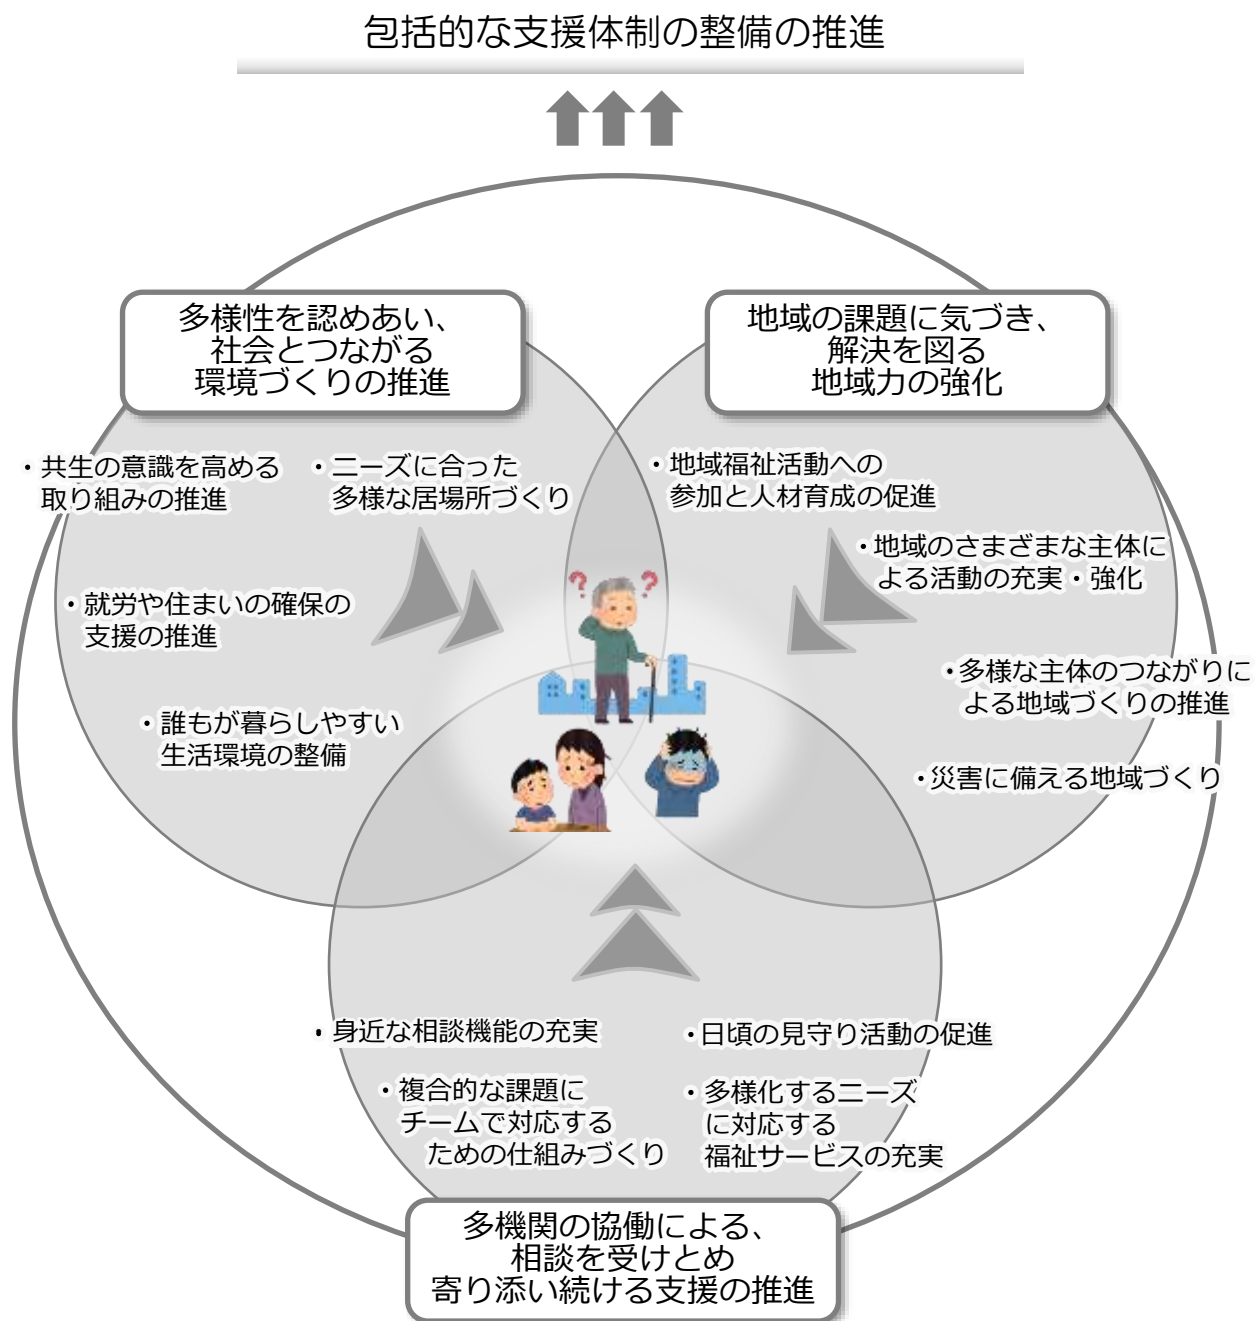 包括的な支援体制の整備の推進
多様性を認めあい、
社会とつながる
環境づくりの推進
・共生の意識を高める
取り組みの推進
・ニーズに合った
多様な居場所づくり
・就労や住まいの確保の
支援の推進
・誰もが暮らしやすい
生活環境の整備
地域の課題に気づき、
解決を図る
地域力の強化
・地域福祉活動への
参加と人材育成の促進
・地域のさまざまな主体に
よる活動の充実・強化
・多様な主体のつながりに
よる地域づくりの推進
・災害に備える地域づくり
? ?
・身近な相談機能の充実
・複合的な課題に
チームで対応する
ための仕組みづくり
・日頃の見守り活動の促進
・多様化するニーズ
に対応する
福祉サービスの充実
多機関の協働による、
相談を受けとめ
寄り添い続ける支援の推進